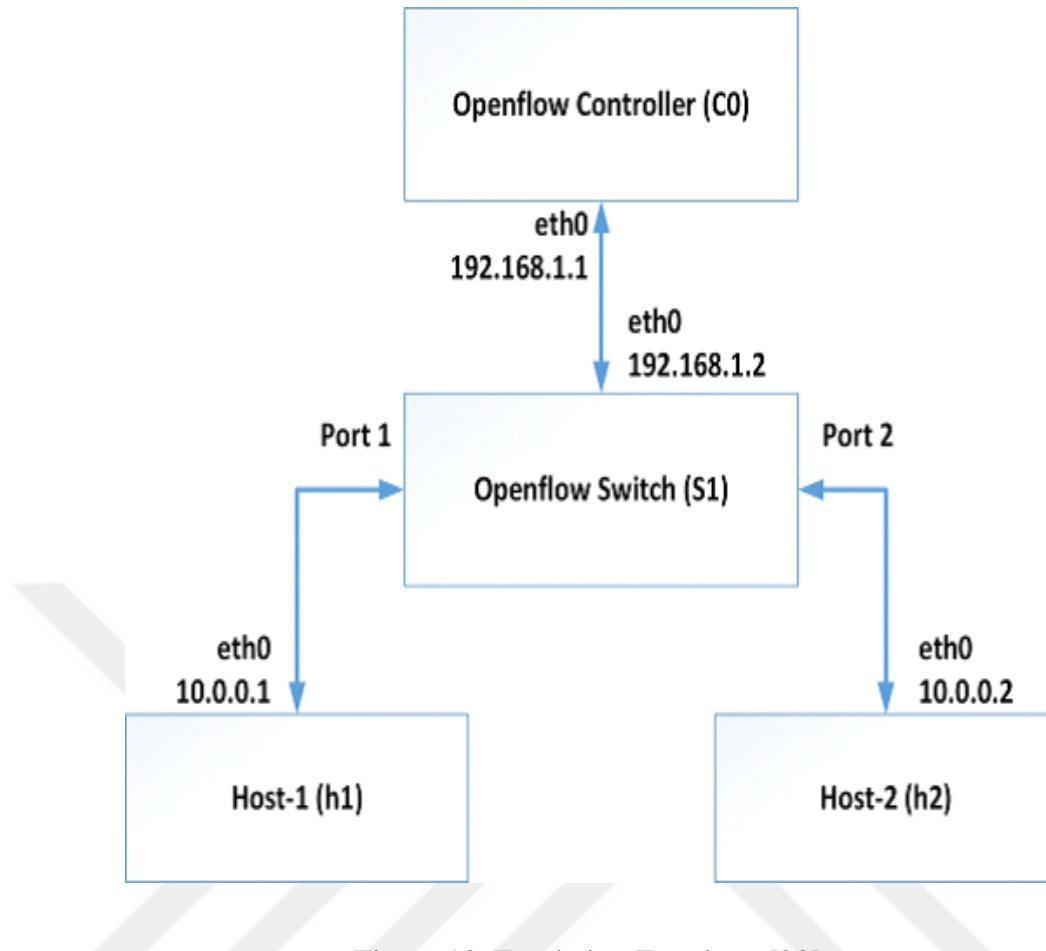 Openflow Controller (C0)
eth0
192.168.1.1
eth0
192.168.1.2
Port 1
Port 2
Openflow Switch (S1)
eth0
10.0.0.1
eth0
10.0.0.2
Host-1 (h1)
Host-2 (h2)